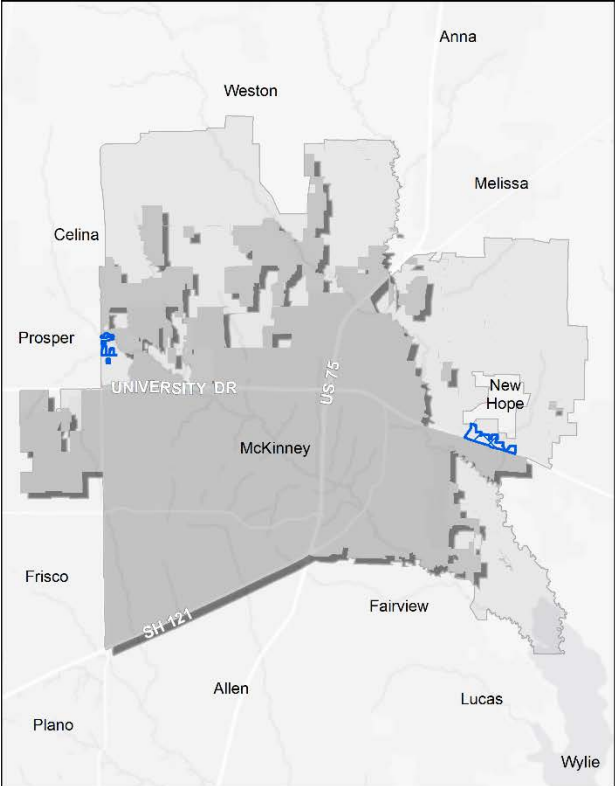 Anna
Weston
Melissa
Celina
Prosper
UNIVERSITY DR
US 75
New
Hope
McKinney
Frisco
SH 121
Fairview
Allen
Lucas
Plano
Wylie